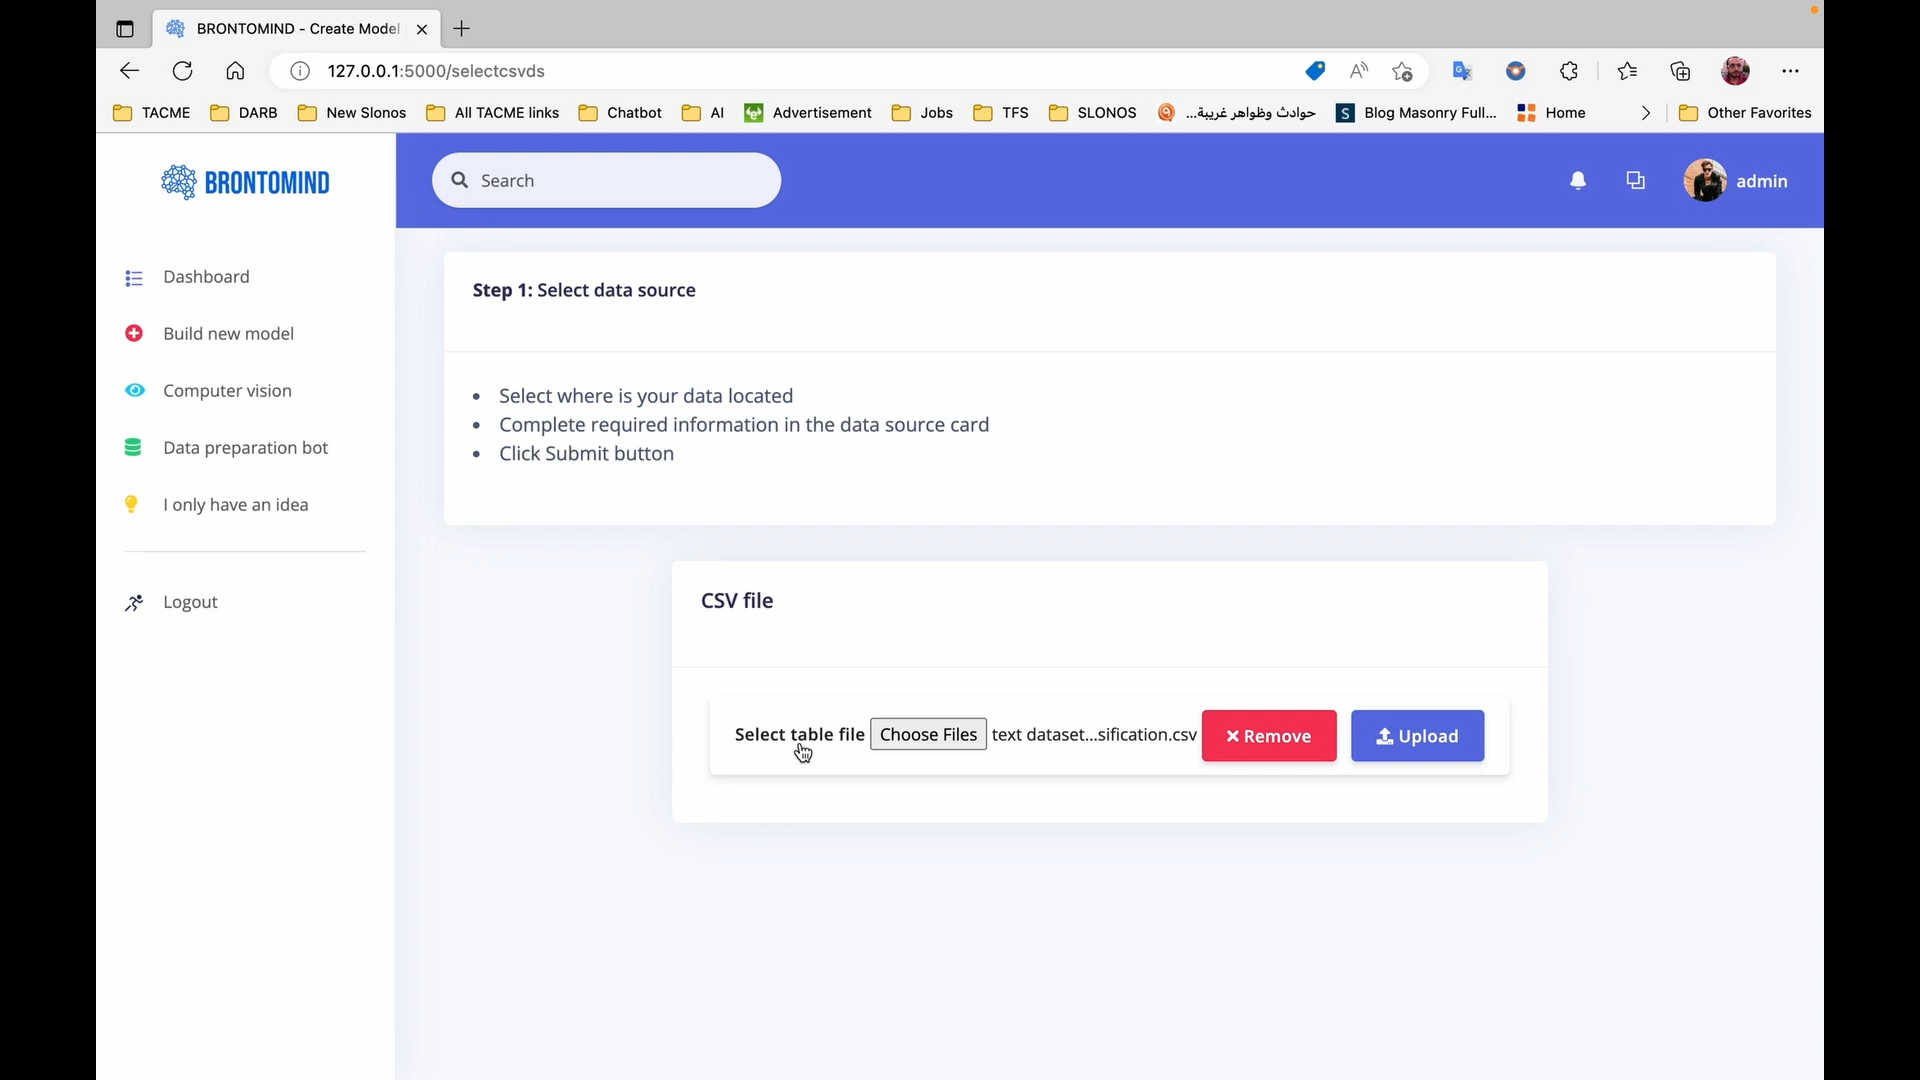 BRONTOMIND - Create Model
127.0.0.1:5000/selectcsvds
TACME
DARB
New Slonos
All TACME links
Chatbot
AI
Advertisement
Jobs
TFS
SLONOS
حوادث وظواهر غريبة...
S
Blog Masonry Full...
Home
Other Favorites
BRONTOMIND
Search
admin
Dashboard
Build new model
Computer vision
Data preparation bot
I only have an idea
Logout
Step 1: Select data source
• Select where is your data located
• Complete required information in the data source card
• Click Submit button
CSV file
Select table file Choose Files text dataset...sification.csv Remove Upload